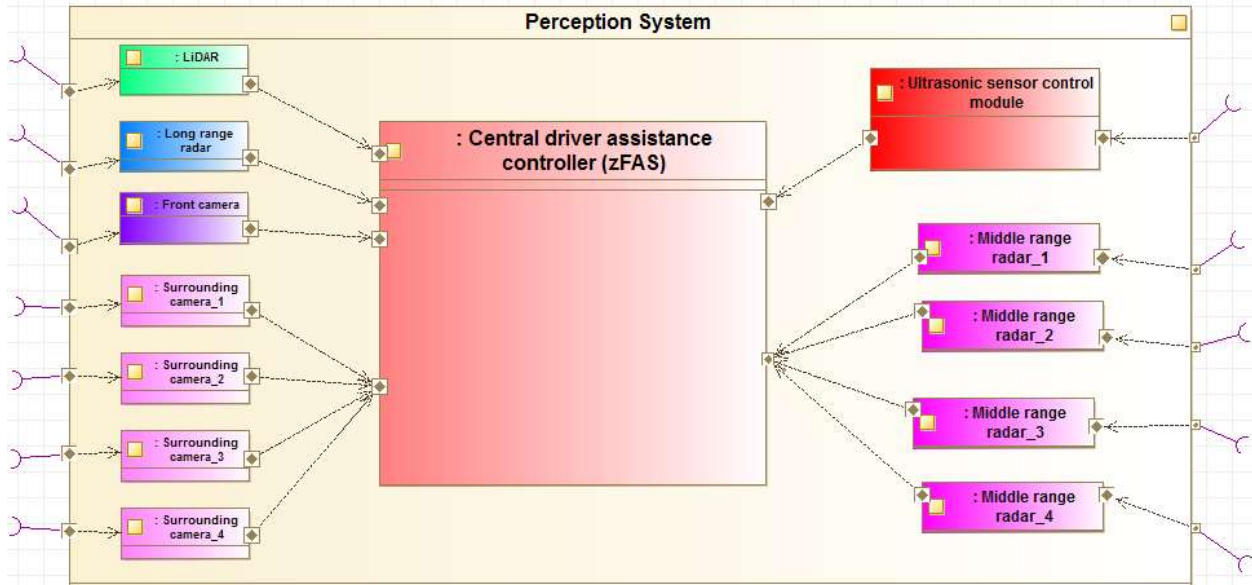 Perception System
: LiDAR
: Long range
radar
: Front camera
: Surrounding
camera_1
: Surrounding
camera_2
: Surrounding
camera_3
: Surrounding
camera_4
: Central driver assistance
controller (zFAS)
: Ultrasonic sensor control
module
: Middle range
radar_1
: Middle range
radar_2
: Middle range
radar_3
: Middle range
radar_4